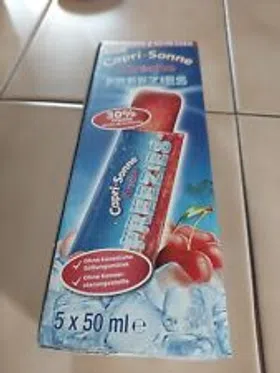 Capri-Sonne
FREEZIES
30%
Capri-Sonne
FREEZIES
Ohne künstliche
Süßungsmittel
Ohne Konser-
vierungsstoffe
5 x 50 ml e